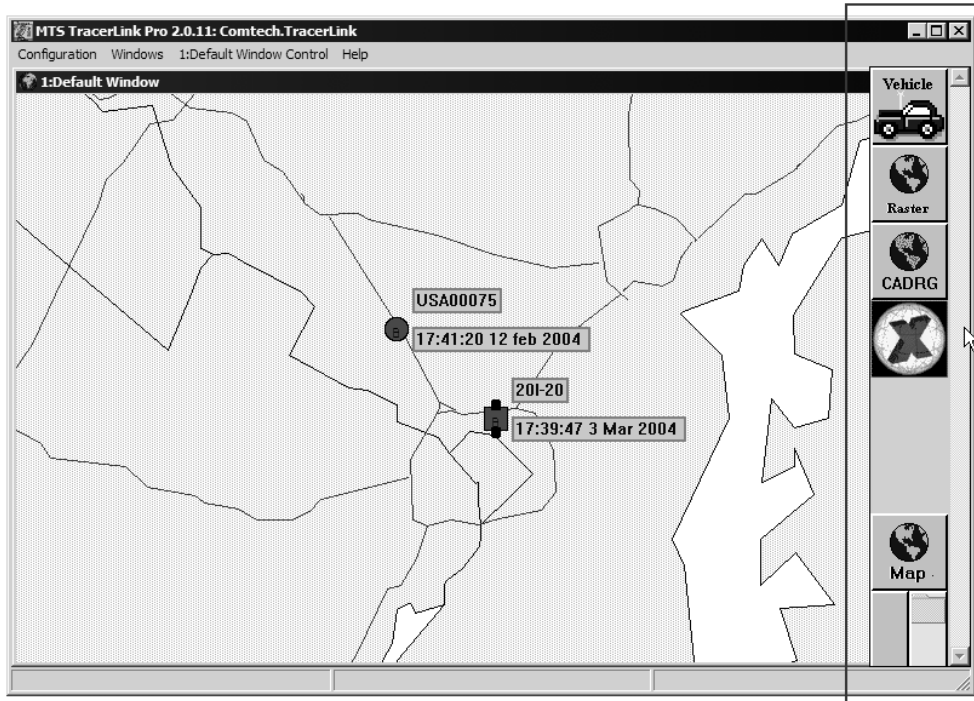 MTS TracerLink Pro 2.0.11: Comtech.TracerLink
Configuration Windows 1:Default Window Control Help
1:Default Window
Vehicle
Raster
CADRG
X
USA00075
B
17:41:20 12 feb 2004
20I-20
B
17:39:47 3 Mar 2004
Map